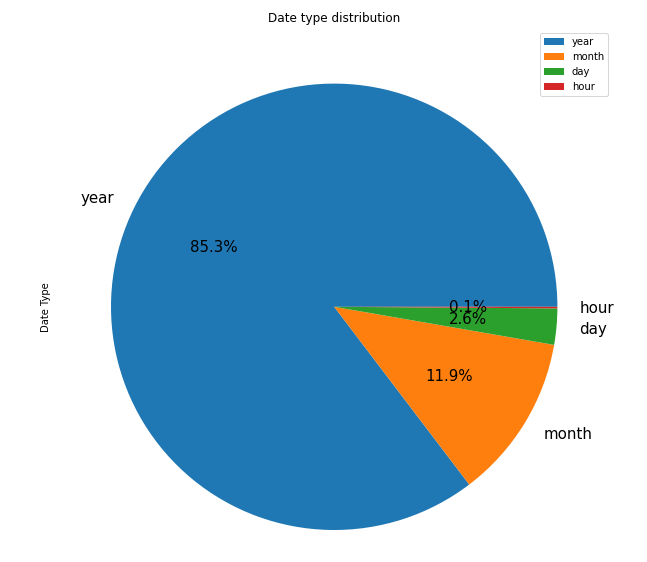 Date type distribution
year
month
day
hour
year
85.3%
Date Type
0.1%
hour
2.6%
day
11.9%
month